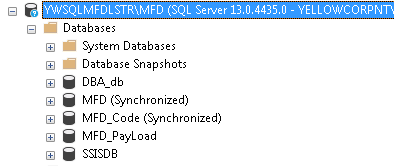 YWSQLMFDLSTR\MFD (SQL Server 13.0.4435.0 - YELLOWCORPNT\
Databases
System Databases
Database Snapshots
DBA_db
MFD (Synchronized)
MFD_Code (Synchronized)
MFD_PayLoad
SSISDB